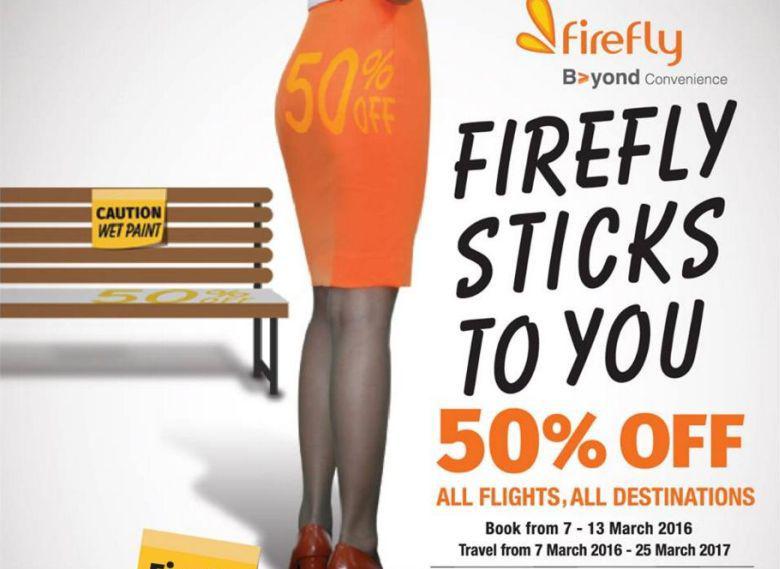 firefly
Beyond Convenience
50%
OFF
FIREFLY
STICKS
TO YOU
CAUTION
WET PAINT
50% OFF
50% OFF
ALL FLIGHTS, ALL DESTINATIONS
Book from 7 - 13 March 2016
Travel from 7 March 2016 - 25 March 2017